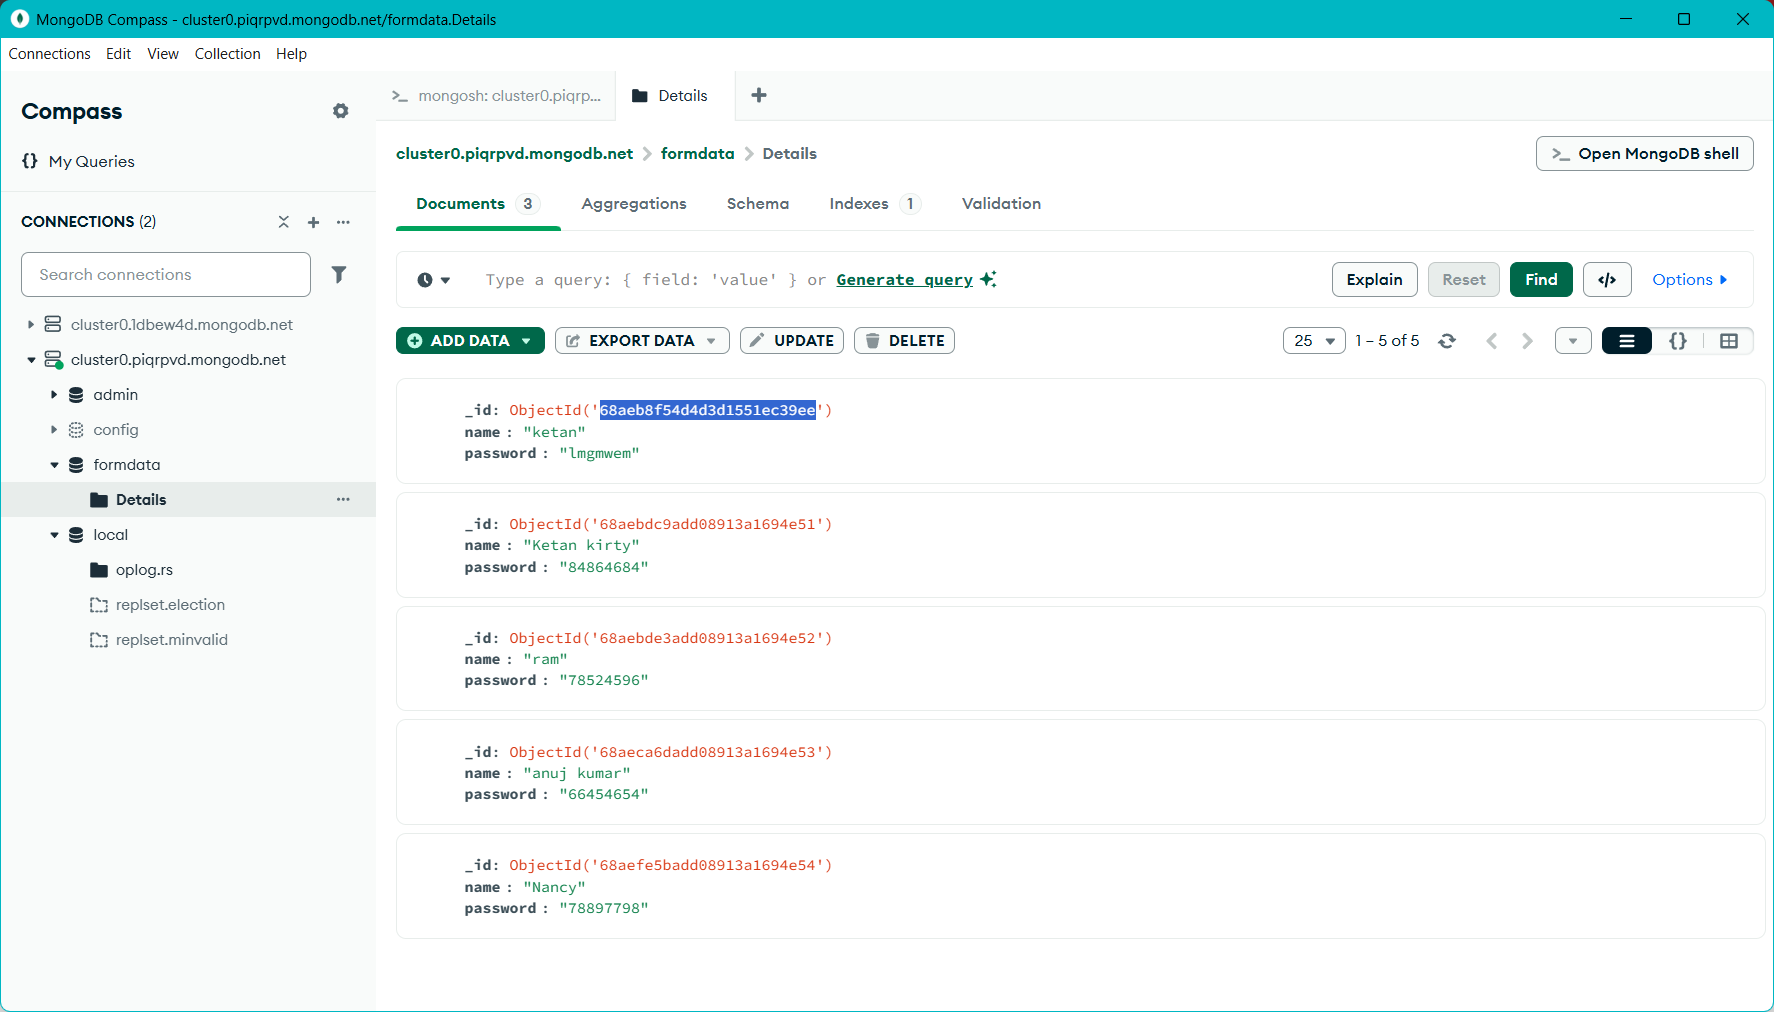 MongoDB Compass - cluster0.piqrpvd.mongodb.net/formdata.Details
Connections Edit View Collection Help
Compass
My Queries
CONNECTIONS (2)
Search connections
cluster0.1dbew4d.mongodb.net
cluster0.piqrpvd.mongodb.net
admin
config
formdata
Details
local
oplog.rs
replset.election
replset.minvalid
>_ mongosh: cluster0.piqrp...
Details
cluster0.piqrpvd.mongodb.net > formdata > Details
>_ Open MongoDB shell
Documents 3 Aggregations Schema Indexes 1 Validation
Type a query: { field: 'value' } or Generate query
Explain Reset Find </> Options
ADD DATA EXPORT DATA UPDATE DELETE
25 1 – 5 of 5 {}
_id: ObjectId('68aeb8f54d4d3d1551ec39ee')
name : "ketan"
password : "lmgmwem"
_id: ObjectId('68aebdc9add08913a1694e51')
name : "Ketan kirty"
password : "84864684"
_id: ObjectId('68aebde3add08913a1694e52')
name : "ram"
password : "78524596"
_id: ObjectId('68aeca6dadd08913a1694e53')
name : "anuj kumar"
password : "66454654"
_id: ObjectId('68aefe5badd08913a1694e54')
name : "Nancy"
password : "78897798"